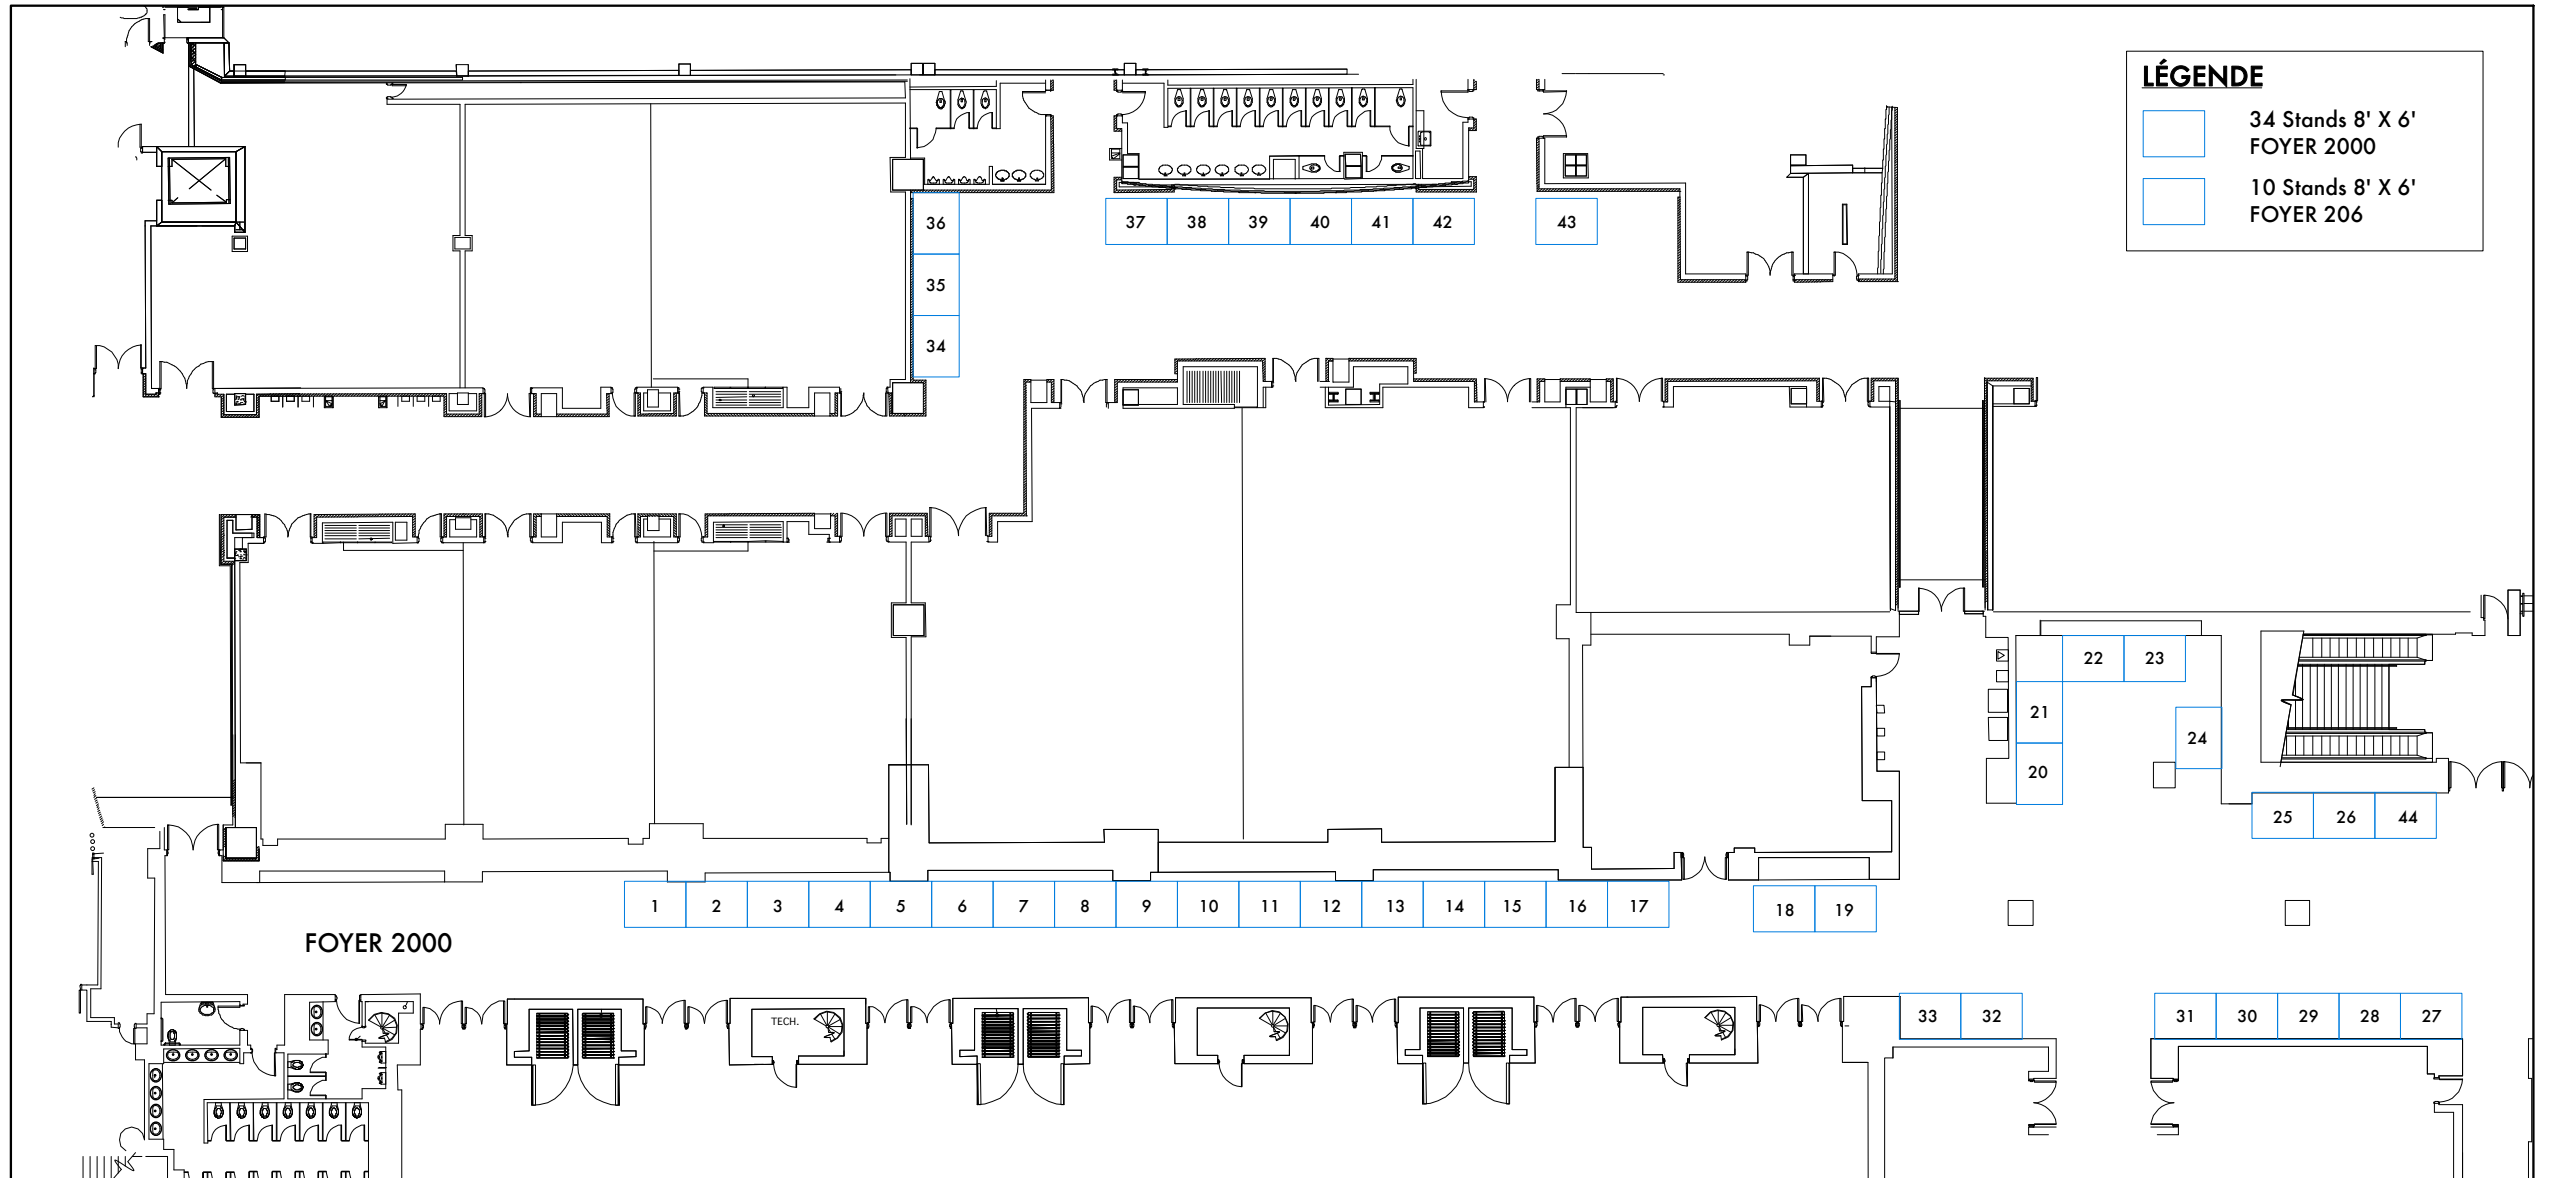 LÉGENDE
34 Stands 8' X 6'
FOYER 2000
10 Stands 8' X 6'
FOYER 206
36
37 38 39 40 41 42 43
35
34
22 23
21
24
20
25 26 44
1 2 3 4 5 6 7 8 9 10 11 12 13 14 15 16 17 18 19
FOYER 2000
TECH.
33 32 31 30 29 28 27